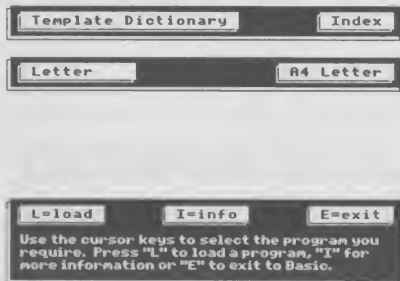 Template Dictionary Index
Letter A4 Letter
L=load I=info E=exit
Use the cursor keys to select the program you
require. Press "L" to load a program, "I" for
more information or "E" to exit to Basic.